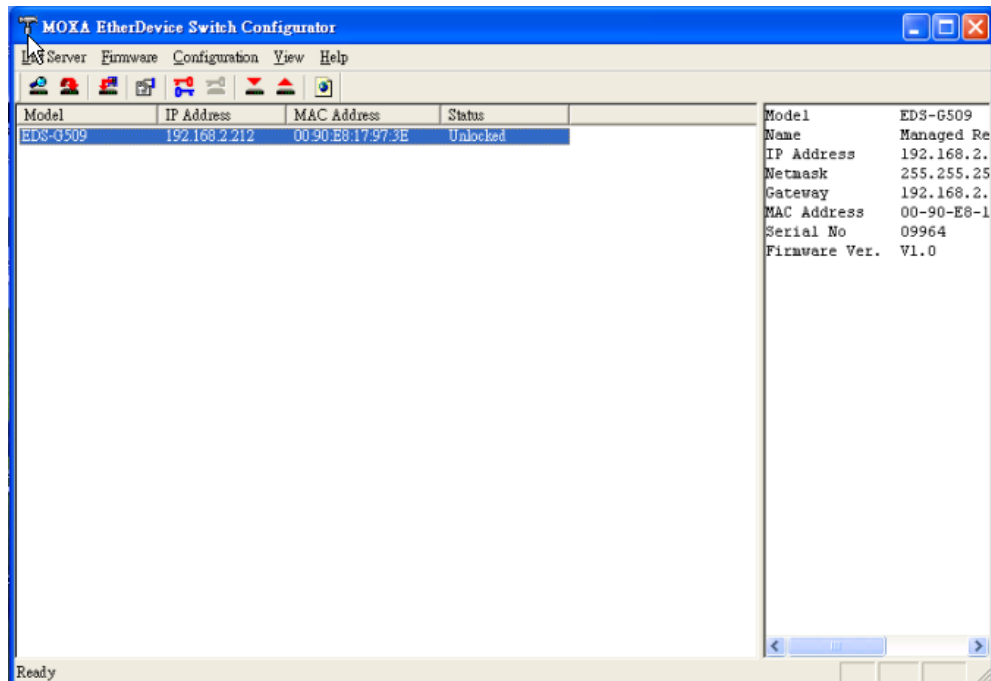 MOXA EtherDevice Switch Configurator
Server Firmware Configuration View Help
Model IP Address MAC Address Status
EDS-G509 192.168.2.212 00:90:E8:17:97:3E Unlocked
Model EDS-G509
Name Managed Re
IP Address 192.168.2.
Netmask 255.255.25
Gateway 192.168.2.
MAC Address 00-90-E8-1
Serial No 09964
Firmware Ver. V1.0
Ready